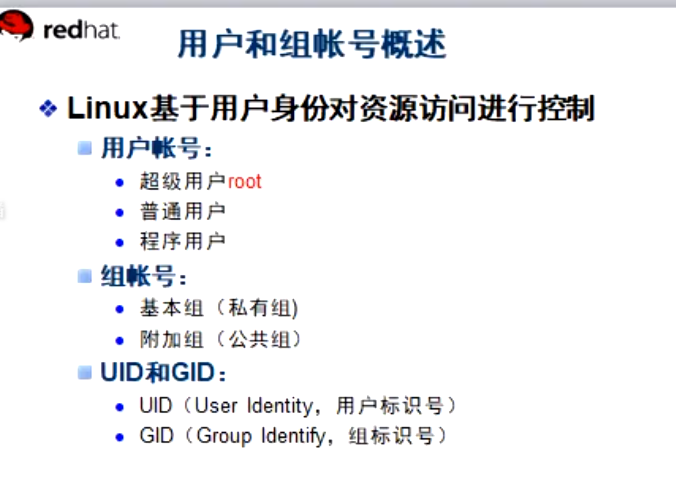 redhat.
用户和组帐号概述
Linux基于用户身份对资源访问进行控制
用户帐号：
超级用户root
普通用户
程序用户
组帐号：
基本组（私有组)
附加组（公共组）
UID和GID：
UID（User Identity，用户标识号）
GID（Group Identify，组标识号）